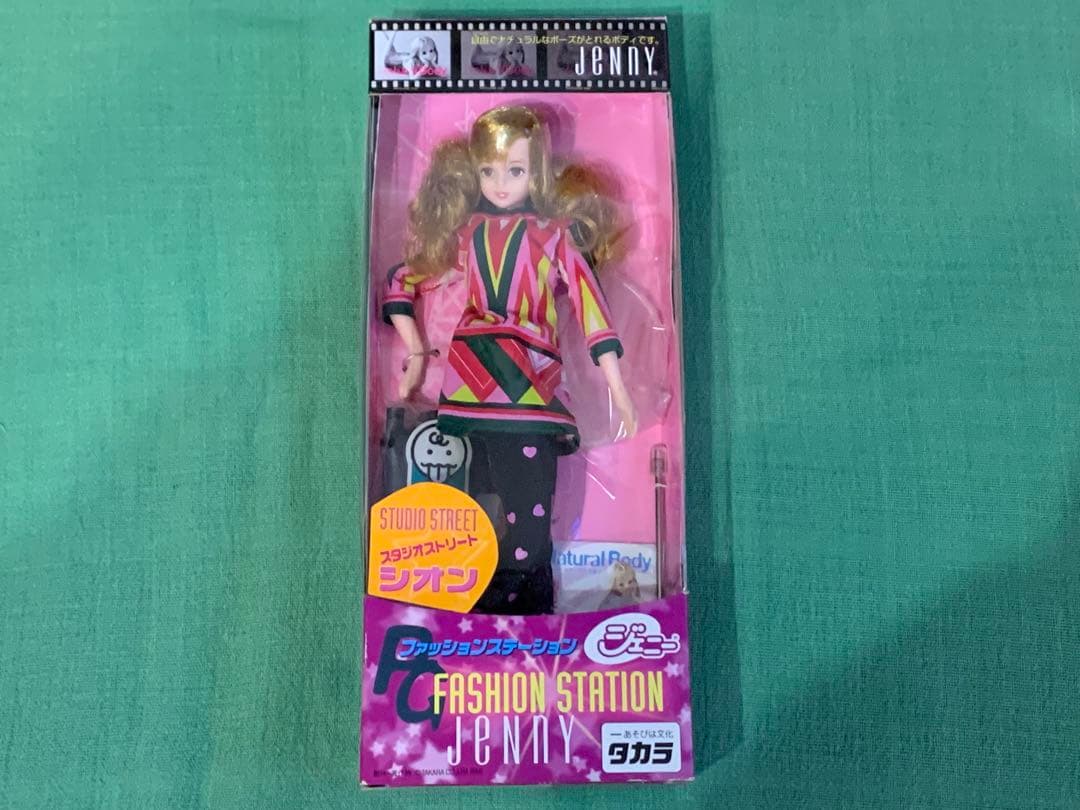 自由でナチュラルなポーズがとれるボディです。
JeNNY
STUDIO STREET
スタジオストリート
シオン
Natural Body
ファッションステーション
ジェニー
PG
FASHION STATION
JeNNY
―あそびは文化
タカラ